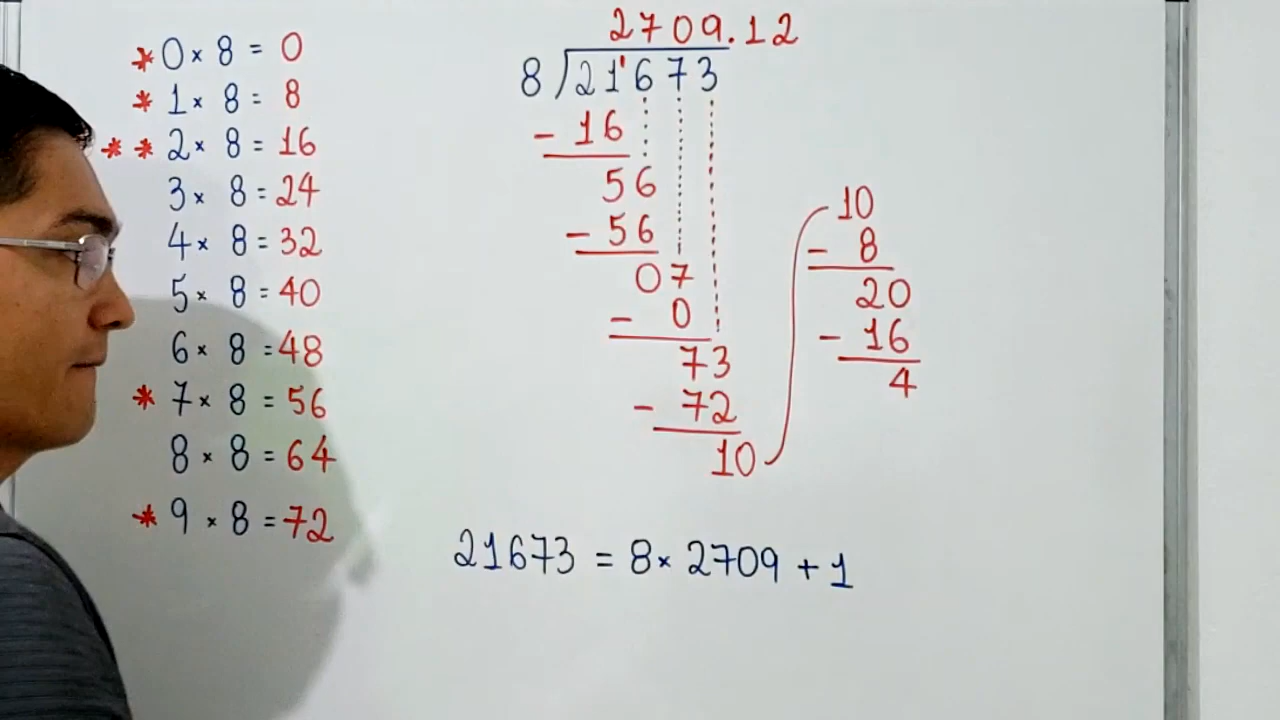 * 0 × 8 = 0
* 1 × 8 = 8
* * 2 × 8 = 16
3 × 8 = 24
4 × 8 = 32
5 × 8 = 40
6 × 8 = 48
* 7 × 8 = 56
8 × 8 = 64
* 9 × 8 = 72
2709.12
8 21'673
- 16
56
- 56
07
- 0
73
- 72
10
10
- 8
20
- 16
4
21673 = 8 × 2709 + 1